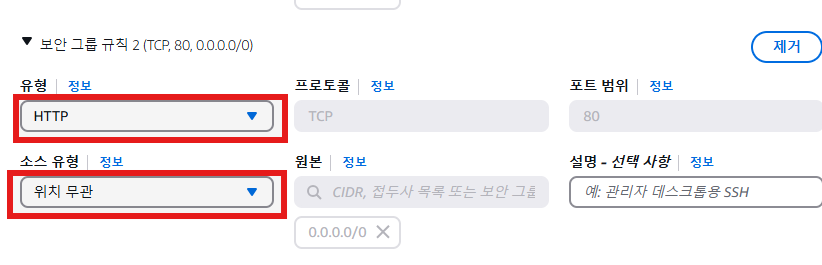 ▼ 보안 그룹 규칙 2 (TCP, 80, 0.0.0.0/0)
제거
유형 정보 프로토콜 정보 포트 범위 정보
HTTP TCP 80
소스 유형 정보 원본 정보 설명 - 선택 사항 정보
위치 무관 CIDR, 접두사 목록 또는 보안 그룹 예: 관리자 데스크톱용 SSH
0.0.0.0/0 ✕